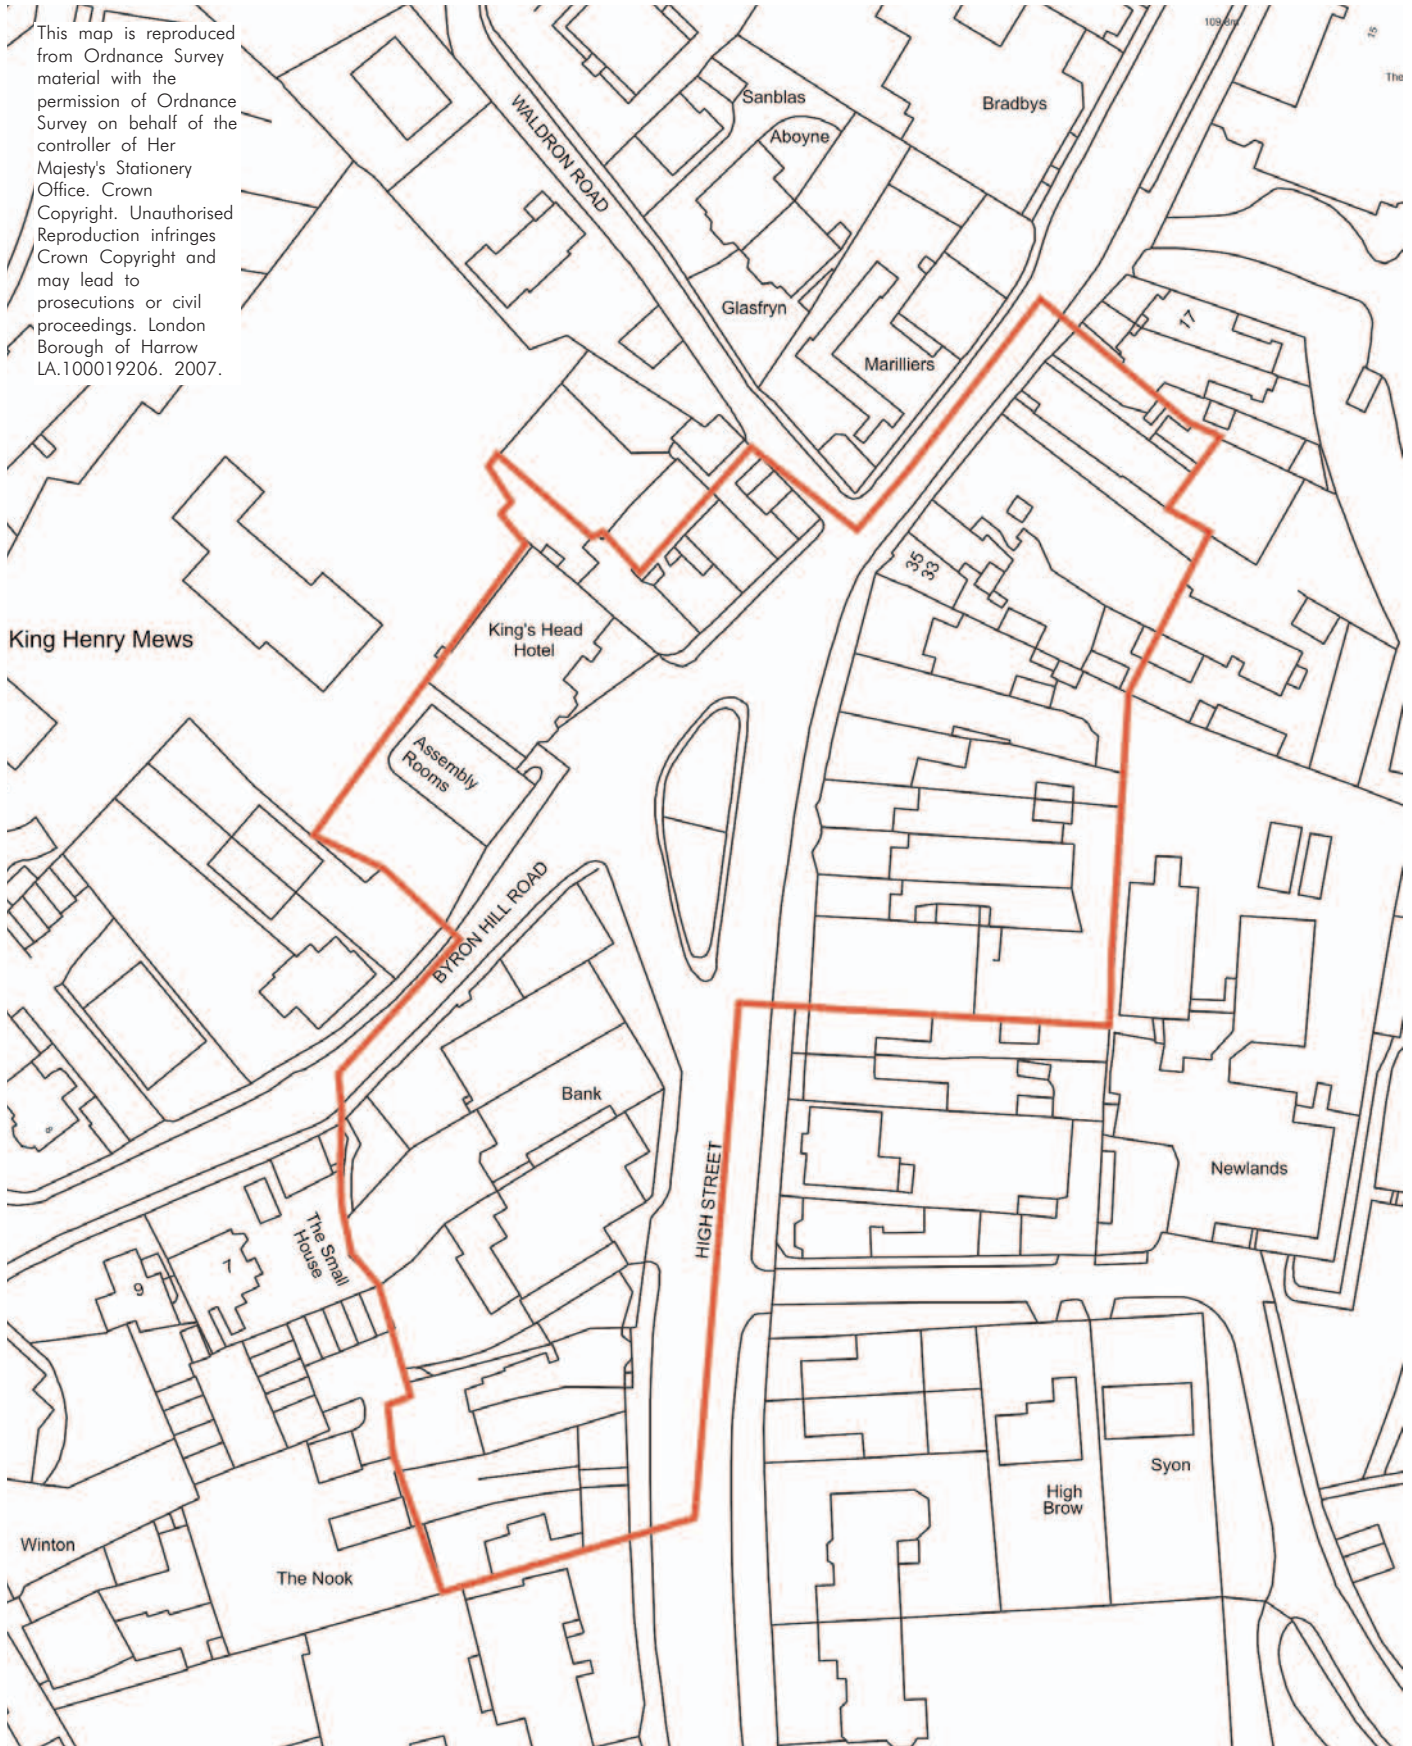 This map is reproduced
from Ordnance Survey
material with the
permission of Ordnance
Survey on behalf of the
controller of Her
Majesty's Stationery
Office. Crown
Copyright. Unauthorised
Reproduction infringes
Crown Copyright and
may lead to
prosecutions or civil
proceedings. London
Borough of Harrow
LA.100019206. 2007.
109.8m
15
The
Sanblas
Bradbys
Aboyne
WALDRON ROAD
Glasfryn
17
Marilliers
35
33
King Henry Mews
King's Head
Hotel
Assembly
Rooms
BYRON HILL ROAD
Bank
HIGH STREET
Newlands
The Small
House
7
9
High
Brow
Syon
Winton
The Nook